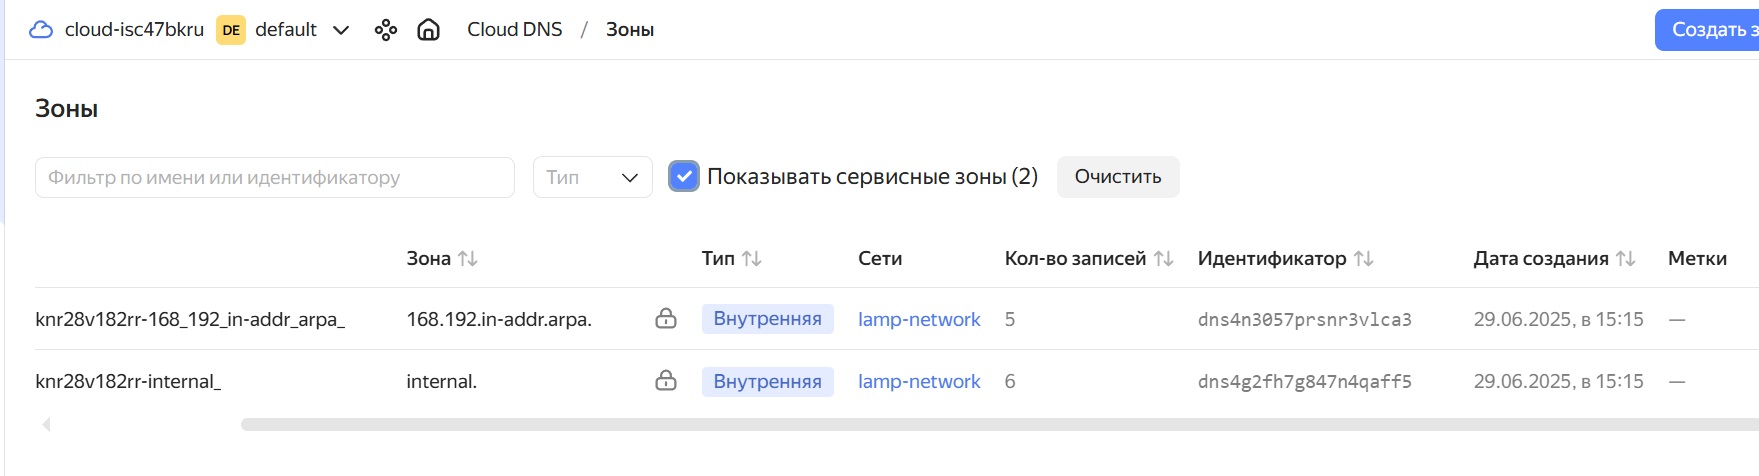 cloud-isc47bkru DE default Cloud DNS / Зоны Создать з
Зоны
Фильтр по имени или идентификатору Тип Показывать сервисные зоны (2) Очистить
Зона Тип Сети Кол-во записей Идентификатор Дата создания Метки
knr28v182rr-168_192_in-addr_arpa_ 168.192.in-addr.arpa. Внутренняя lamp-network 5 dns4n3057prsnr3vlca3 29.06.2025, в 15:15 —
knr28v182rr-internal_ internal. Внутренняя lamp-network 6 dns4g2fh7g847n4qaff5 29.06.2025, в 15:15 —